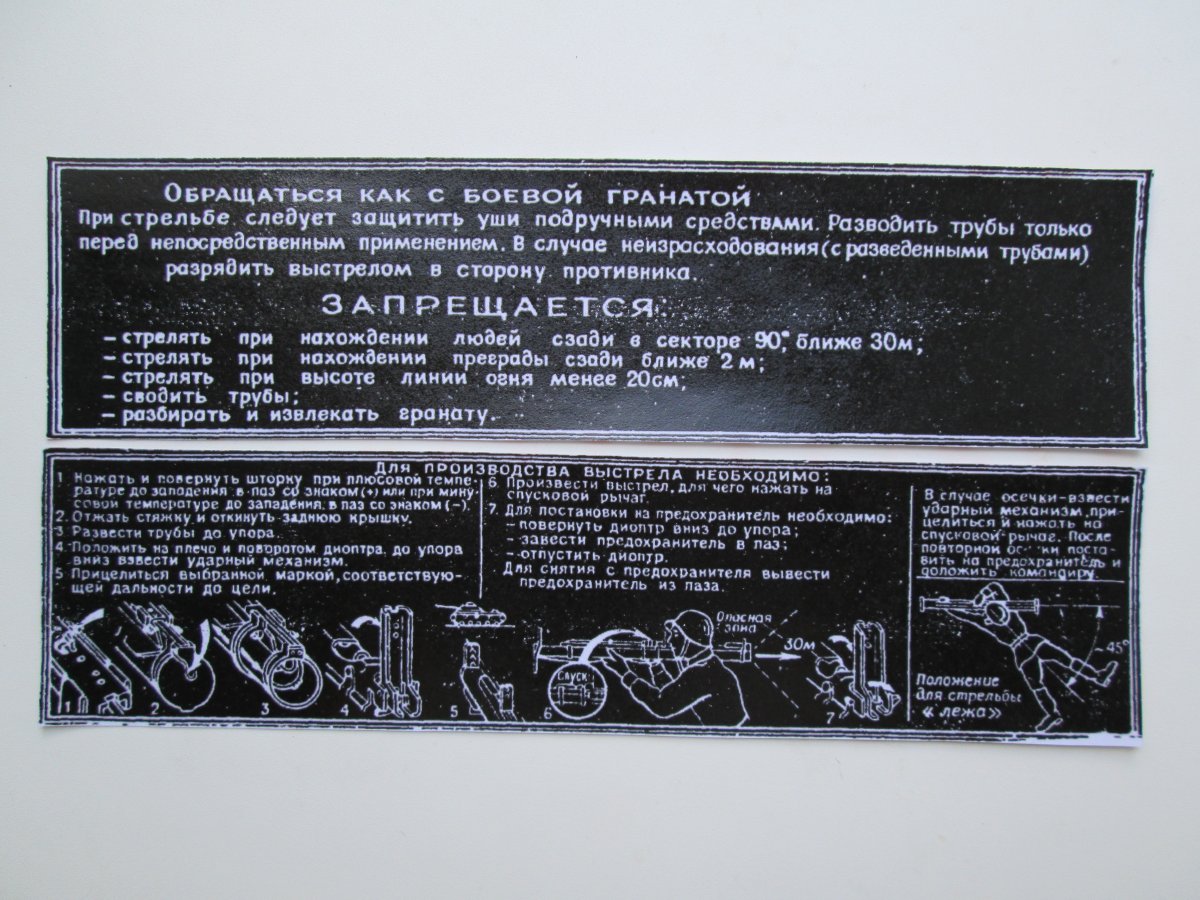 ОБРАЩАТЬСЯ КАК С БОЕВОЙ ГРАНАТОЙ
При стрельбе следует защитить уши подручными средствами. Разводить трубы только
перед непосредственным применением. В случае неизрасходования (с разведенными трубами)
разрядить выстрелом в сторону противника.
ЗАПРЕЩАЕТСЯ:
– стрелять при нахождении людей сзади в секторе 90°, ближе 30м;
– стрелять при нахождении преграды сзади ближе 2 м;
– стрелять при высоте линии огня менее 20см;
– сводить трубы;
– разбирать и извлекать гранату.
ДЛЯ ПРОИЗВОДСТВА ВЫСТРЕЛА НЕОБХОДИМО:
1 Нажать и повернуть шторку при плюсовой темпе-
ратуре до западения в паз со знаком (+) или при мину
совой температуре до западения в паз со знаком (–).
2. Отжать стяжку и откинуть заднюю крышку.
3 Развести трубы до упора.
4. Положить на плечо и поворотом диоптра до упора
вниз взвести ударный механизм.
5 Прицелиться выбранной маркой, соответствую-
щей дальности до цели.
6. Произвести выстрел, для чего нажать на
спусковой рычаг.
7. Для постановки на предохранитель необходимо:
– повернуть диоптр вниз до упора;
– завести предохранитель в паз;
– отпустить диоптр.
Для снятия с предохранителя вывести
предохранитель из паза.
В случае осечки – взвести
ударный механизм, при-
целиться и нажать на
спусковой рычаг. После
повторной поста-
вить на предохранитель и
доложить командиру.
1
2
3
4
5
6
Спуск
Опасная
зона
30м
7
45°
Положение
для стрельбы
«лежа»